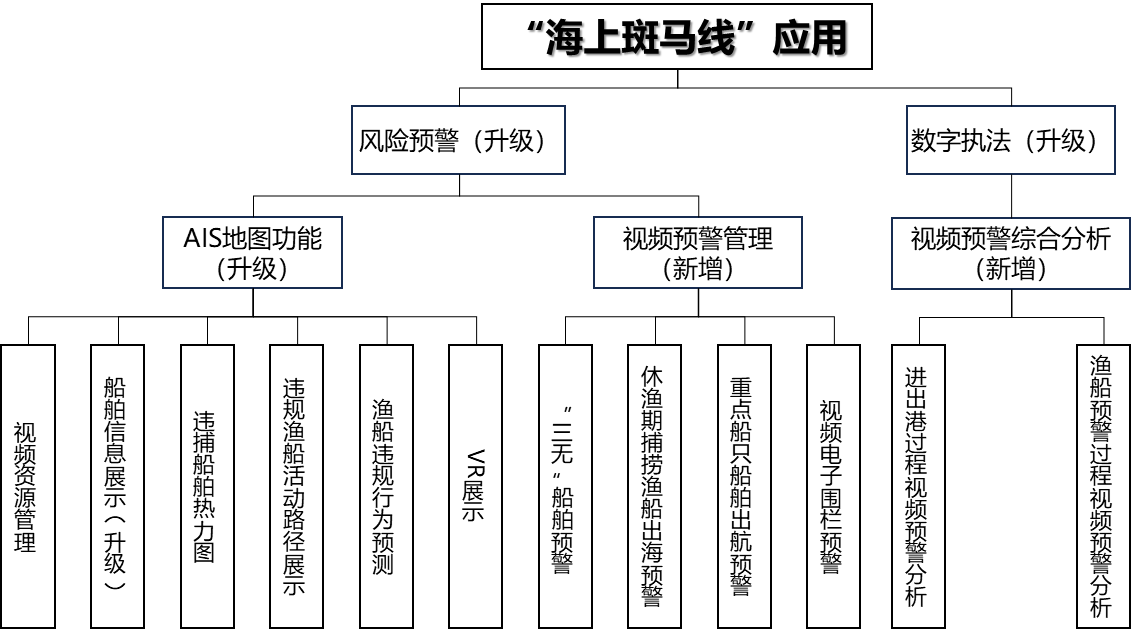 “海上斑马线”应用
风险预警（升级）
数字执法（升级）
AIS地图功能
（升级）
视频预警管理
（新增）
视频预警综合分析
（新增）
视频资源管理
船舶信息展示（升级）
违捕船舶热力图
违规渔船活动路径展示
渔船违规行为预测
VR展示
“三无“船舶预警
休渔期捕捞渔船出海预警
重点船只船舶出航预警
视频电子围栏预警
进出港过程视频预警分析
渔船预警过程视频预警分析